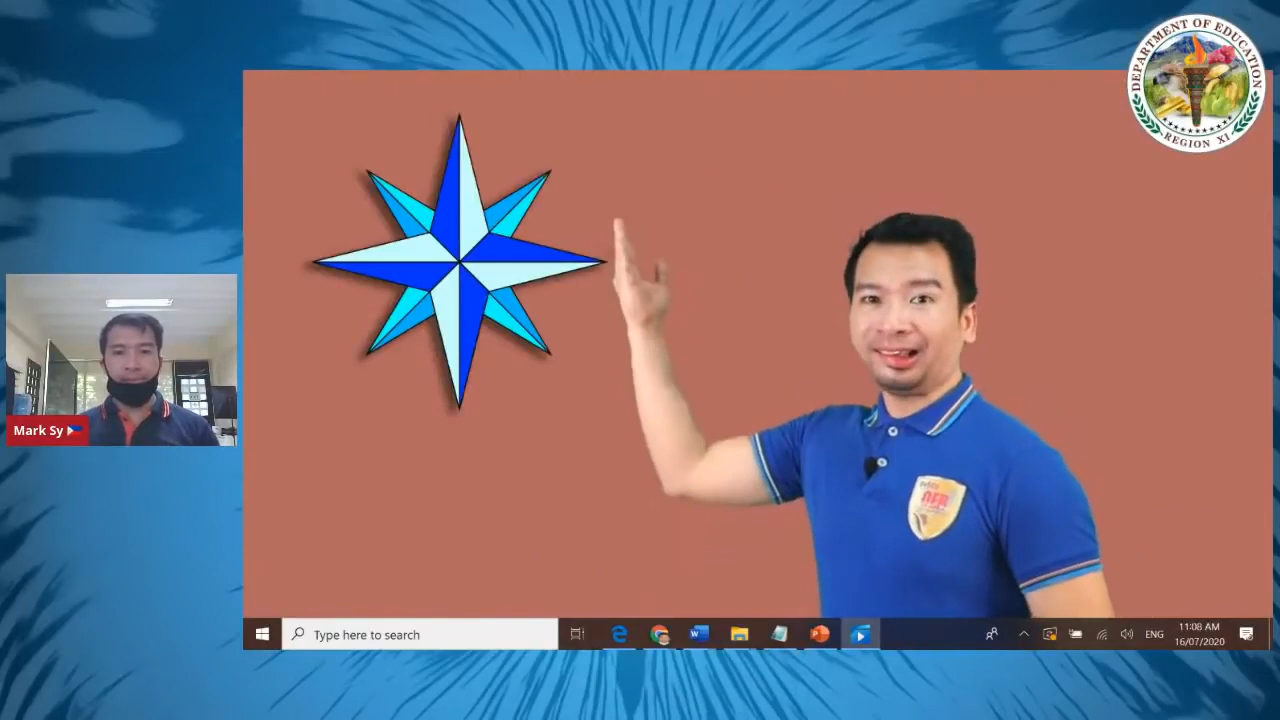 DEPARTMENT OF EDUCATION
REGION XI
Mark Sy
Type here to search
ENG
11:08 AM
16/07/2020